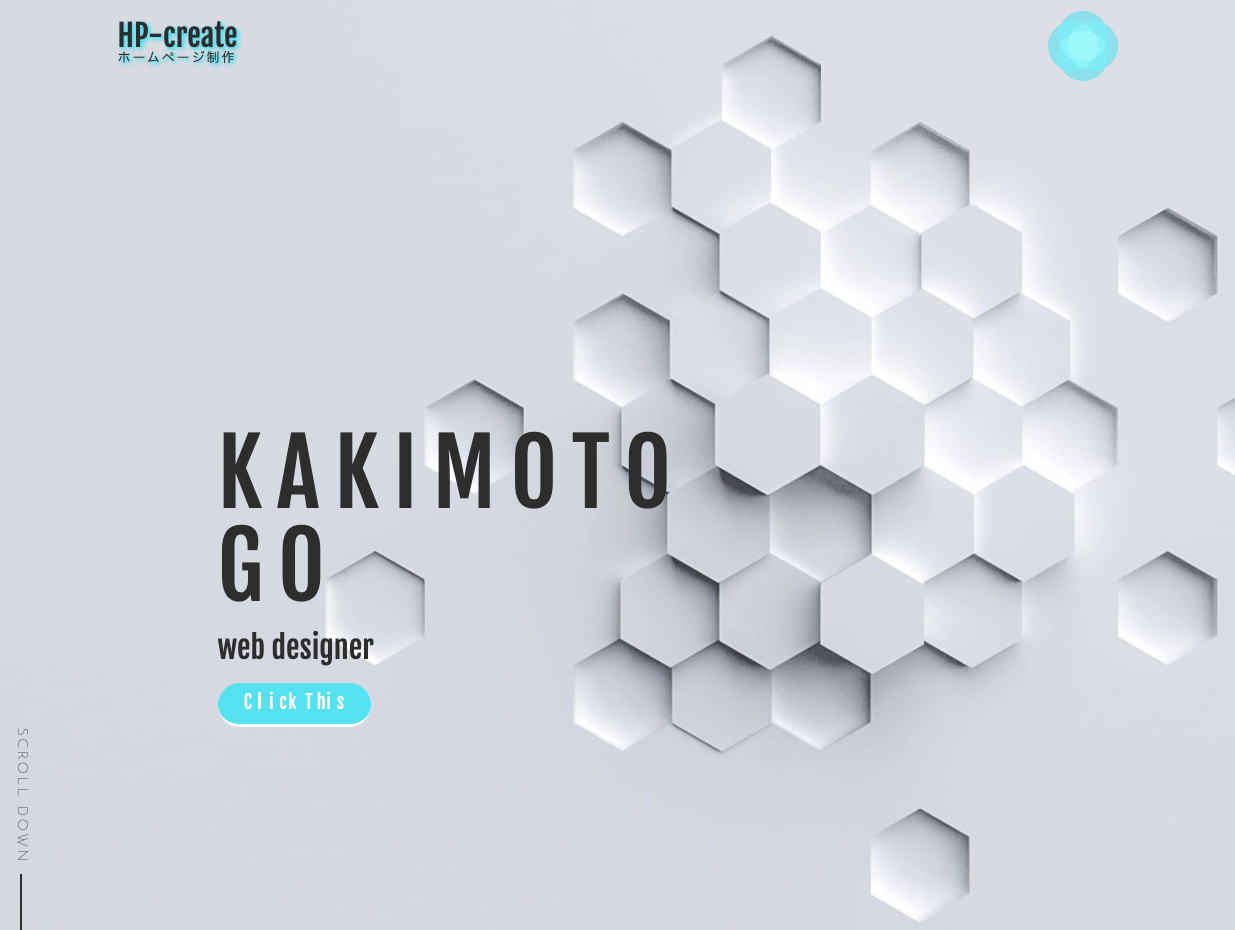 HP-create
ホームページ制作
KAKIMOTO
GO
web designer
Click This
SCROLL DOWN